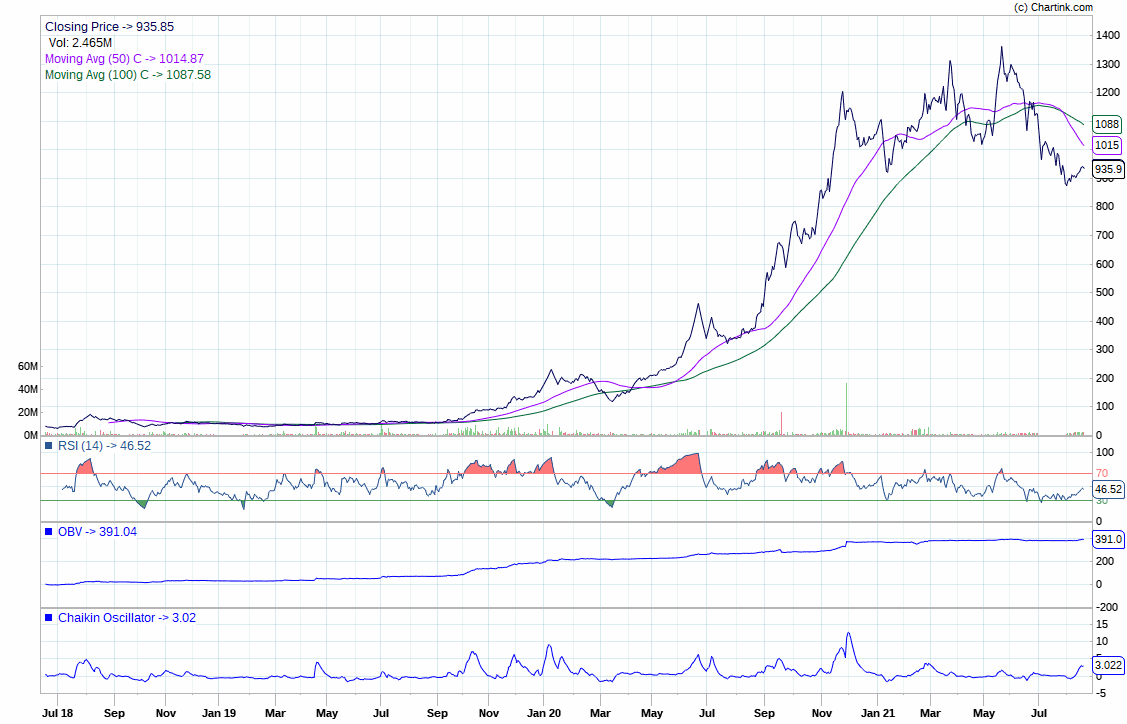 (c) Chartink.com
Closing Price -> 935.85
Vol: 2.465M
Moving Avg (50) C -> 1014.87
Moving Avg (100) C -> 1087.58
1400
1300
1200
1088
1015
935.9
900
800
700
600
500
400
300
200
100
0
60M
40M
20M
0M
RSI (14) -> 46.52
100
70
46.52
30
0
OBV -> 391.04
391.0
200
0
-200
Chaikin Oscillator -> 3.02
15
10
5
3.022
0
-5
Jul 18 Sep Nov Jan 19 Mar May Jul Sep Nov Jan 20 Mar May Jul Sep Nov Jan 21 Mar May Jul